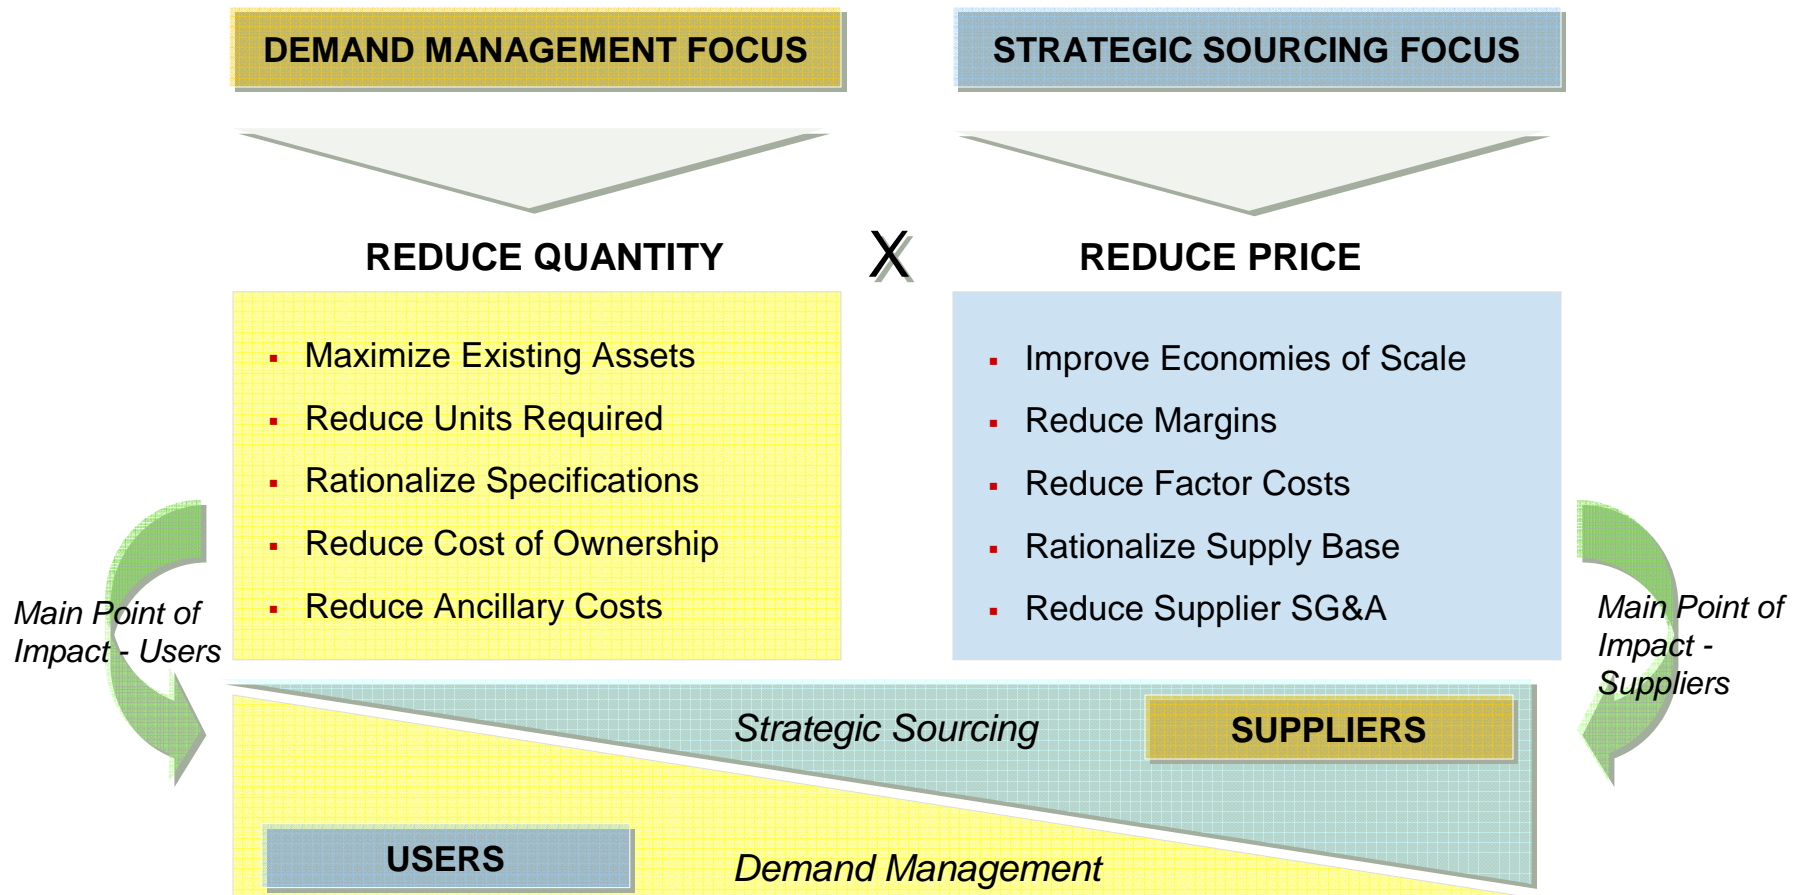 DEMAND MANAGEMENT FOCUS
STRATEGIC SOURCING FOCUS
REDUCE QUANTITY
X
REDUCE PRICE
▪ Maximize Existing Assets
▪ Reduce Units Required
▪ Rationalize Specifications
▪ Reduce Cost of Ownership
▪ Reduce Ancillary Costs
▪ Improve Economies of Scale
▪ Reduce Margins
▪ Reduce Factor Costs
▪ Rationalize Supply Base
▪ Reduce Supplier SG&A
Main Point of
Impact - Users
Main Point of
Impact -
Suppliers
Strategic Sourcing
SUPPLIERS
USERS
Demand Management